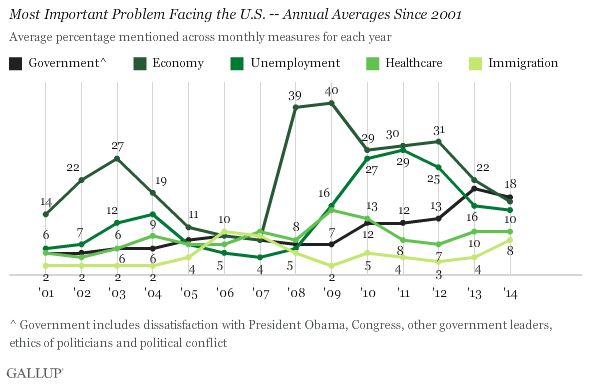 Most Important Problem Facing the U.S. -- Annual Averages Since 2001
Average percentage mentioned across monthly measures for each year
Government^ Economy Unemployment Healthcare Immigration
39 40
29 30 31
27
22 27 29 22
19 25 18
14 16 13 13
12 11 10 12 12 16 10
6 7 6 9 8 7
10
8 8
6 6 7
4 5 4 5 5 4
2 2 2 2 2 3
'01 '02 '03 '04 '05 '06 '07 '08 '09 '10 '11 '12 '13 '14
^ Government includes dissatisfaction with President Obama, Congress, other government leaders,
ethics of politicians and political conflict
GALLUP